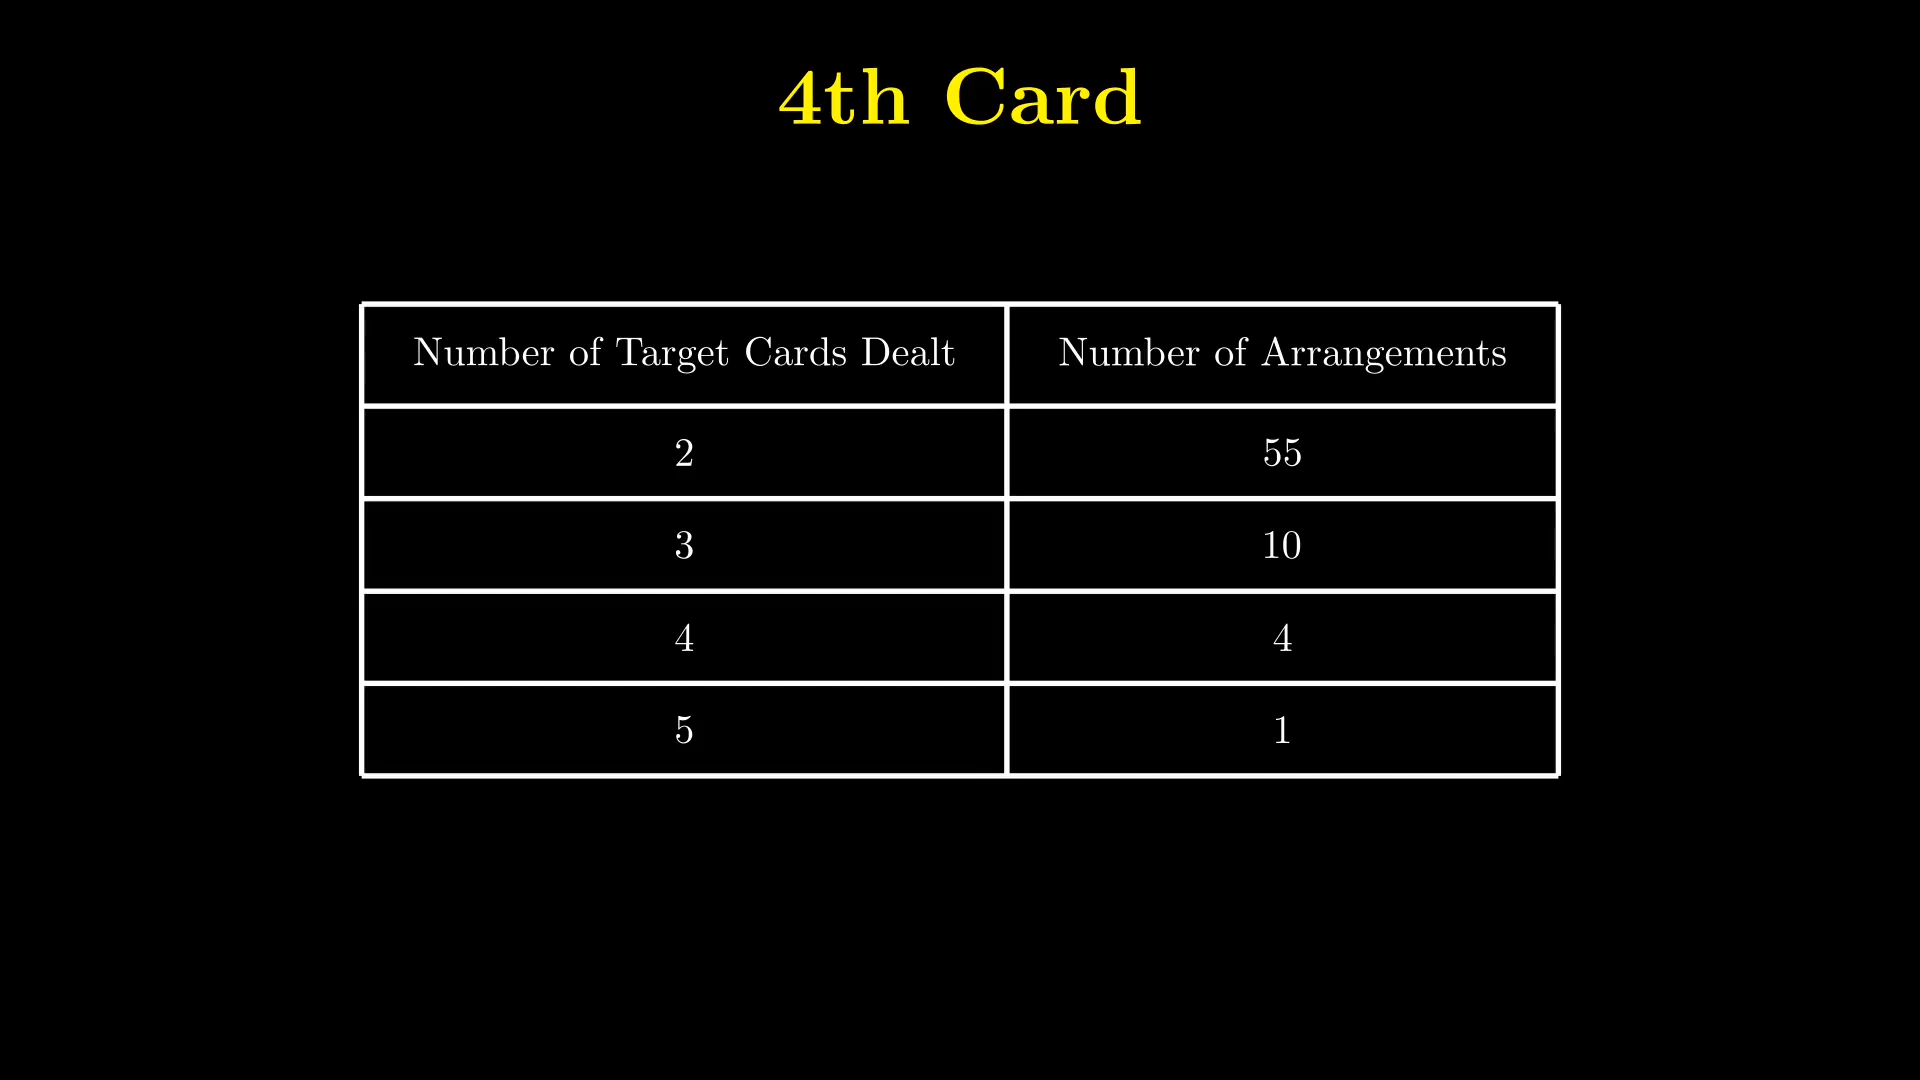 4th Card
Number of Target Cards Dealt Number of Arrangements
2 55
3 10
4 4
5 1